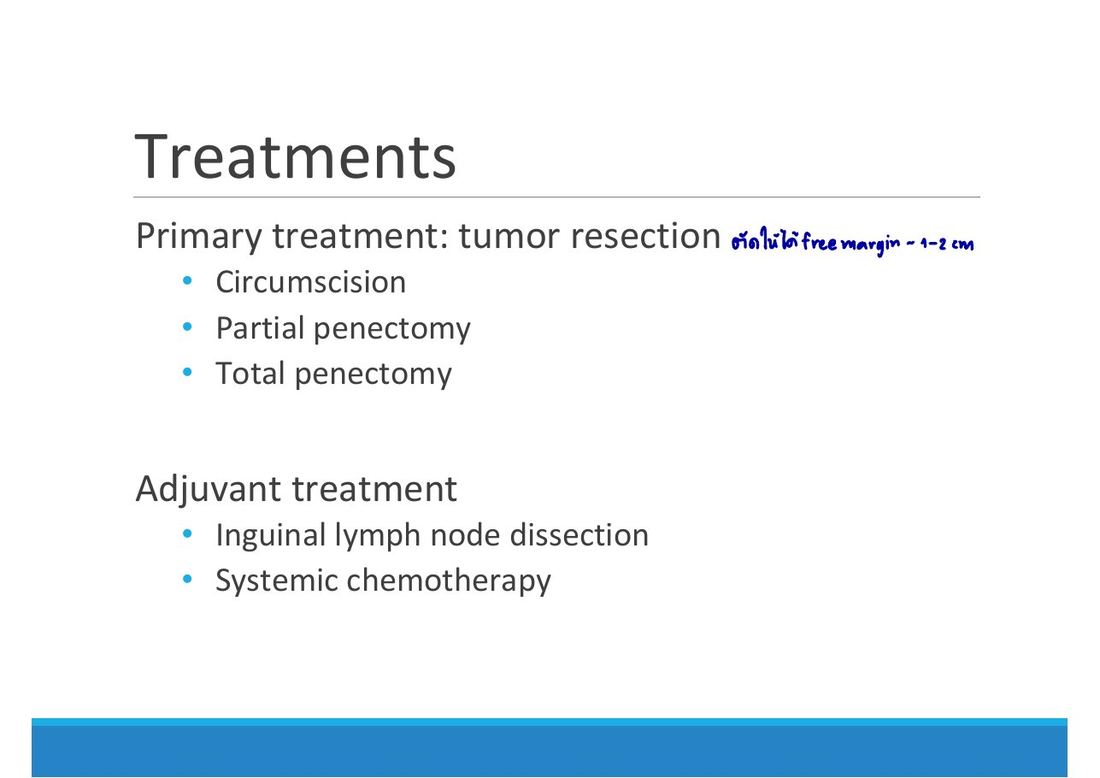 Treatments
Primary treatment: tumor resection ตัดให้ได้ free margin ~ 1-2 cm
• Circumscision
• Partial penectomy
• Total penectomy
Adjuvant treatment
• Inguinal lymph node dissection
• Systemic chemotherapy